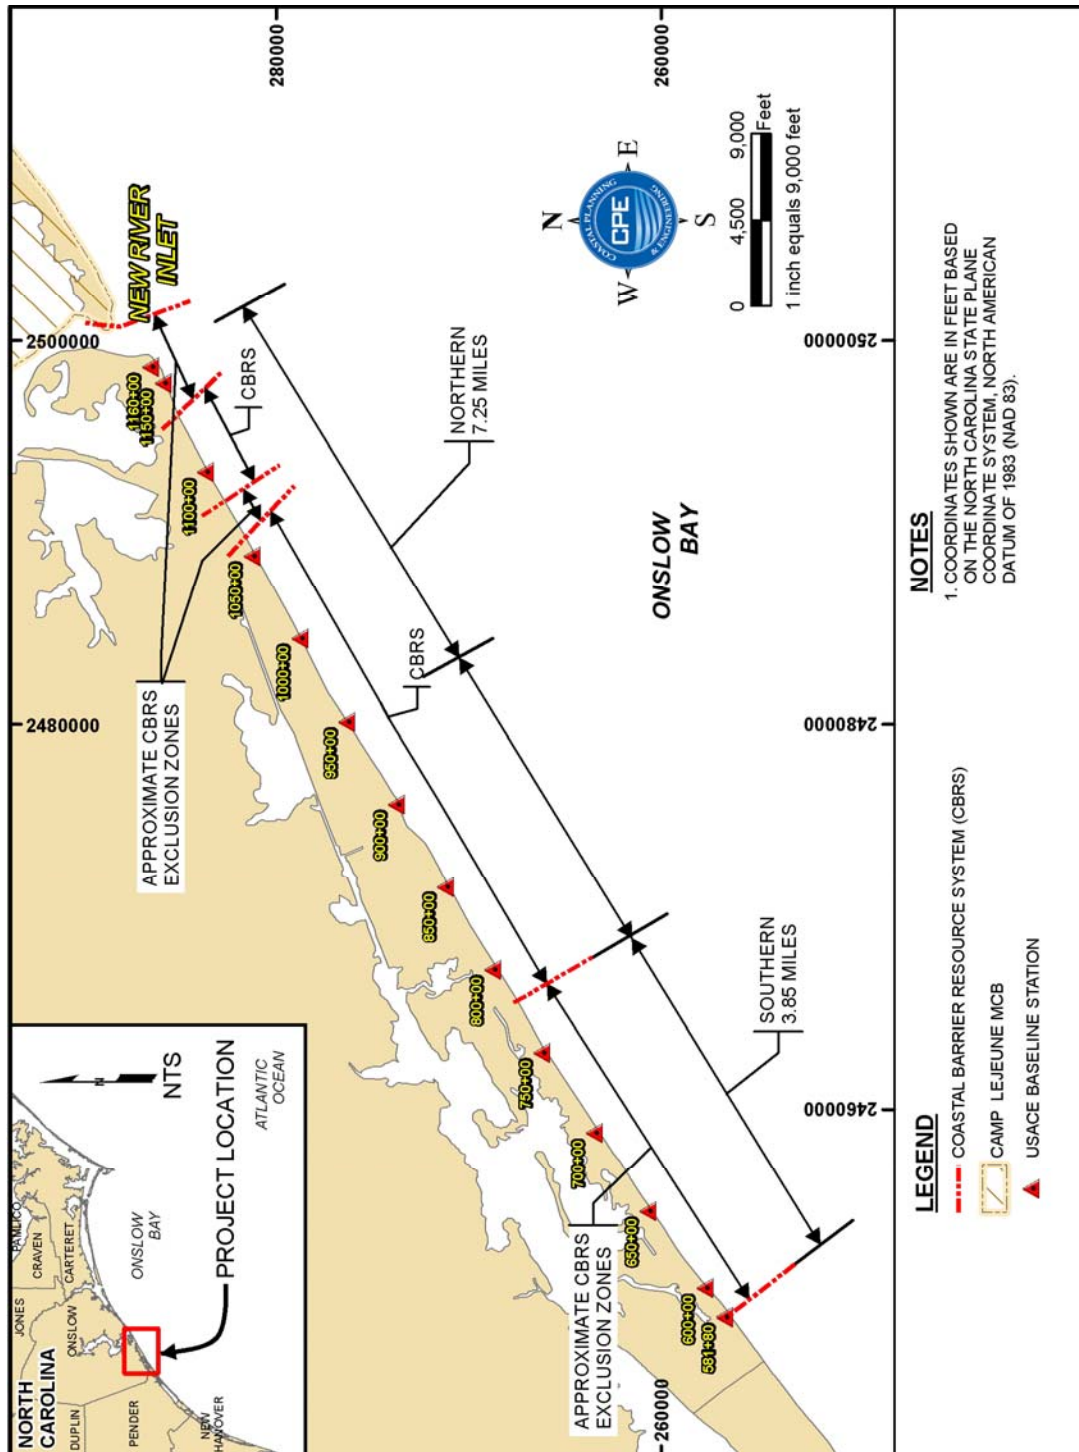 NORTH
CAROLINA
JONES
PAMLICO
CRAVEN
CARTERET
ONSLOW
DUPLIN
PENDER
NEW
HANOVER
ONSLOW
BAY
ATLANTIC
OCEAN
PROJECT LOCATION
N
NTS
2480000
2500000
280000
260000
260000
2460000
2480000
2500000
NEW RIVER
INLET
1160+00
1150+00
1100+00
1050+00
1000+00
950+00
900+00
850+00
800+00
750+00
700+00
650+00
600+00
581+80
APPROXIMATE CBRS
EXCLUSION ZONES
CBRS
CBRS
APPROXIMATE CBRS
EXCLUSION ZONES
NORTHERN
7.25 MILES
SOUTHERN
3.85 MILES
ONSLOW
BAY
N
W
E
S
COASTAL PLANNING
& ENGINEERING
CPE
0 4,500 9,000
Feet
1 inch equals 9,000 feet
LEGEND
COASTAL BARRIER RESOURCE SYSTEM (CBRS)
CAMP LEJEUNE MCB
USACE BASELINE STATION
NOTES
1. COORDINATES SHOWN ARE IN FEET BASED
ON THE NORTH CAROLINA STATE PLANE
COORDINATE SYSTEM, NORTH AMERICAN
DATUM OF 1983 (NAD 83).